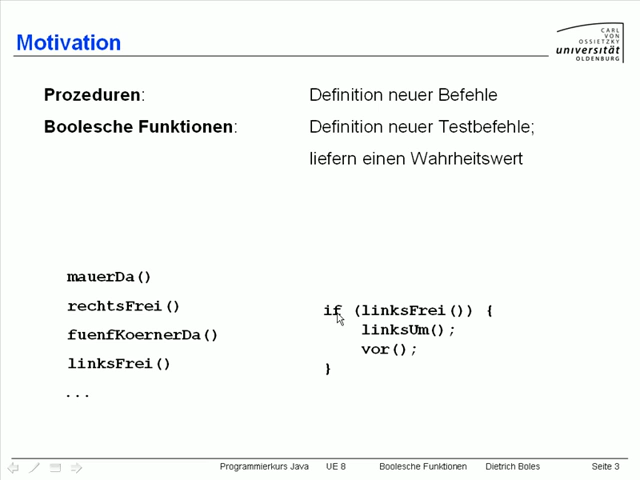 Motivation
CARL
VON
OSSIETZKY
universität
OLDENBURG
Prozeduren: Definition neuer Befehle
Boolesche Funktionen: Definition neuer Testbefehle;
liefern einen Wahrheitswert
mauerDa()
rechtsFrei()
fuenfKoernerDa()
linksFrei()
...
if (linksFrei()) {
linksUm();
vor();
}
Programmierkurs Java UE 8 Boolesche Funktionen Dietrich Boles Seite 3